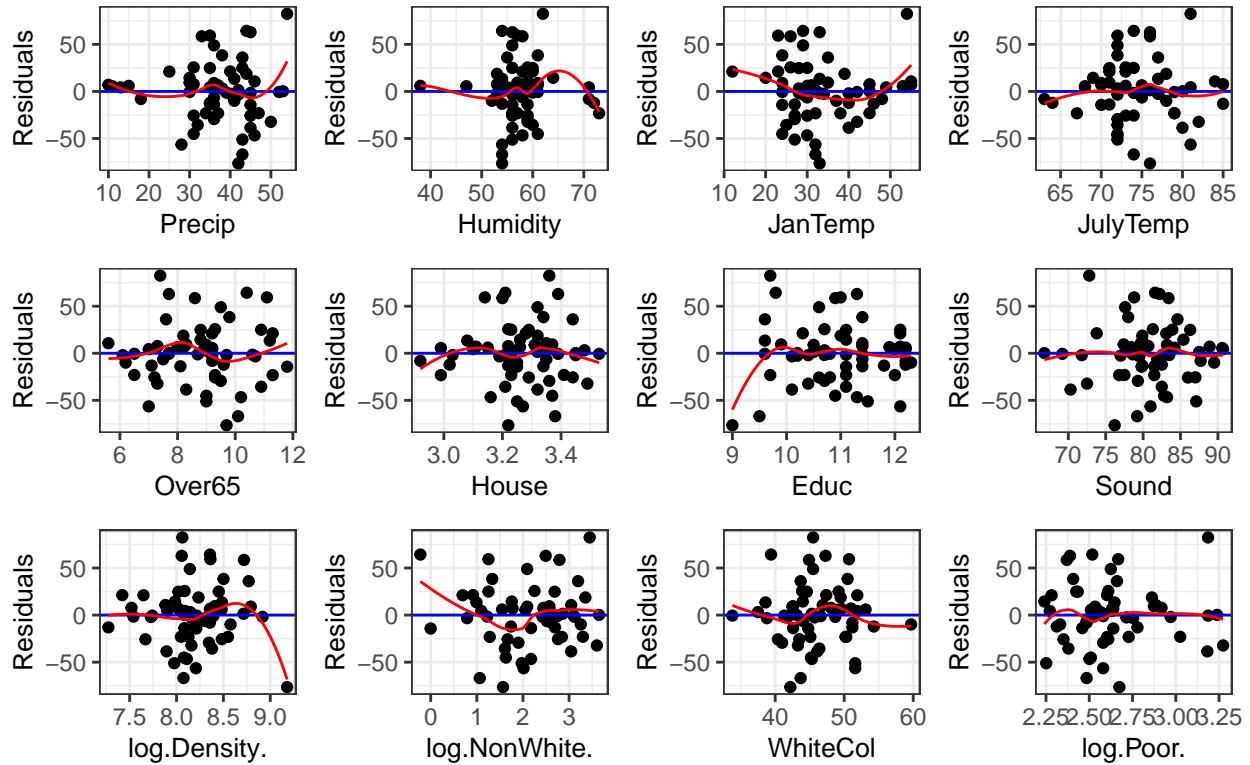 Residuals
50
0
−50
10 20 30 40 50
Precip
Residuals
50
0
−50
40 50 60 70
Humidity
Residuals
50
0
−50
10 20 30 40 50
JanTemp
Residuals
50
0
−50
65 70 75 80 85
JulyTemp
Residuals
50
0
−50
6 8 10 12
Over65
Residuals
50
0
−50
3.0 3.2 3.4
House
Residuals
50
0
−50
9 10 11 12
Educ
Residuals
50
0
−50
70 75 80 85 90
Sound
Residuals
50
0
−50
7.5 8.0 8.5 9.0
log.Density.
Residuals
50
0
−50
0 1 2 3
log.NonWhite.
Residuals
50
0
−50
40 50 60
WhiteCol
Residuals
50
0
−50
2.25 2.50 2.75 3.00 3.25
log.Poor.